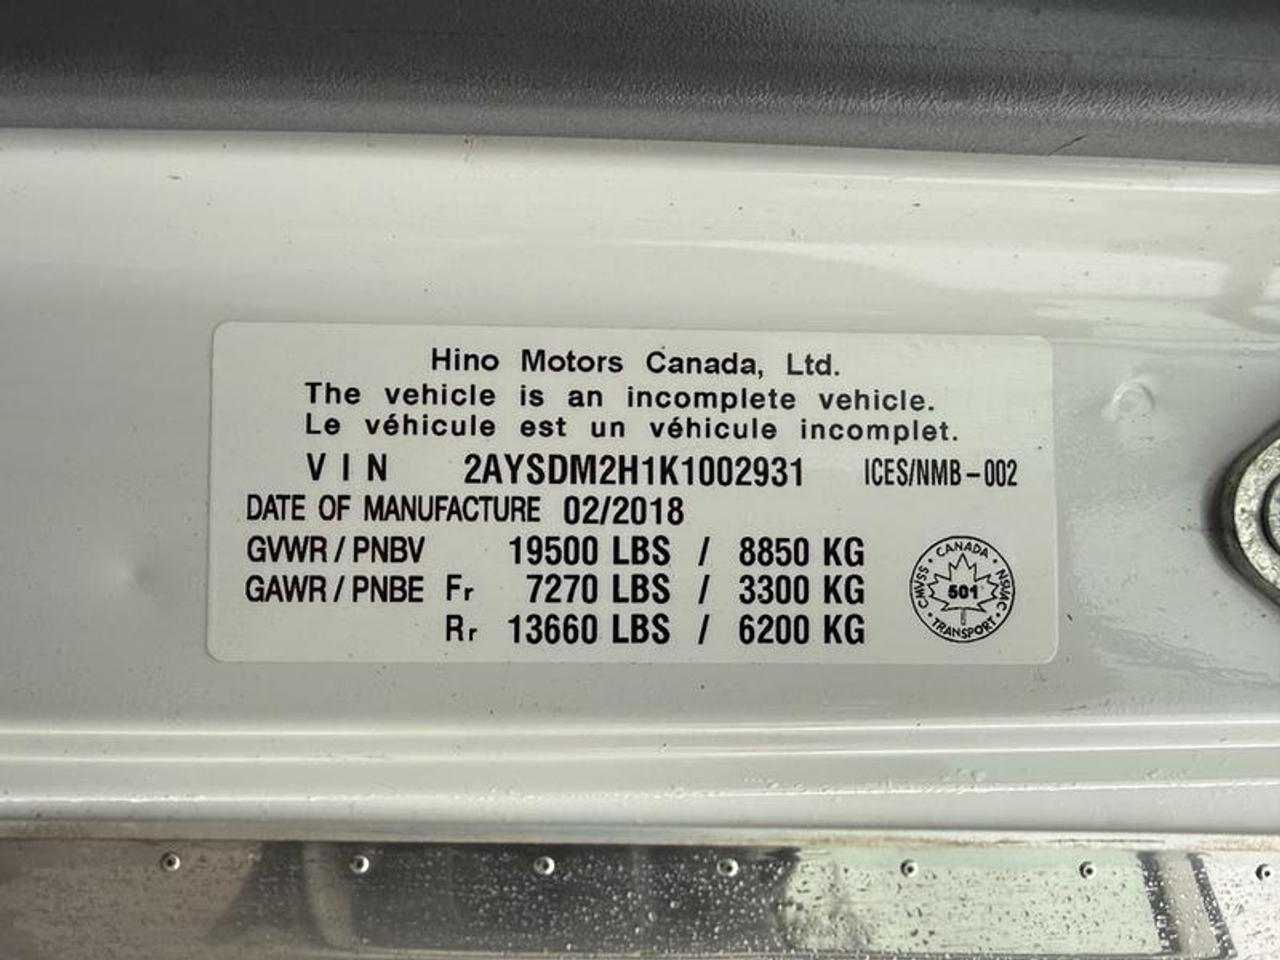 Hino Motors Canada, Ltd.
The vehicle is an incomplete vehicle.
Le véhicule est un véhicule incomplet.
VIN 2AYSDM2H1K1002931 ICES/NMB-002
DATE OF MANUFACTURE 02/2018
GVWR / PNBV 19500 LBS / 8850 KG
GAWR / PNBE Fr 7270 LBS / 3300 KG
Rr 13660 LBS / 6200 KG
CANADA
CMVSS
NSVAC
501
TRANSPORT